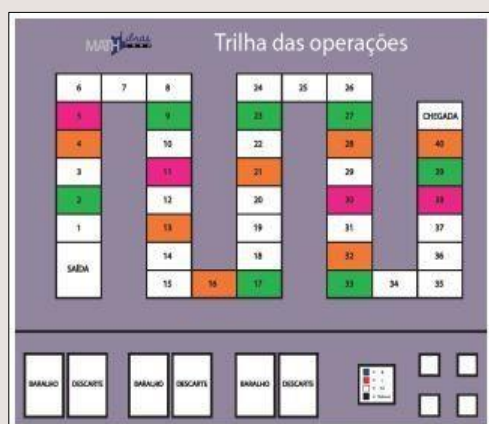 MATH Libras
Trilha das operações
6 7 8 24 25 26
5 9 23 27 CHEGADA
4 10 22 28 40
3 11 21 29 39
2 12 20 30 38
1 13 19 31 37
SAÍDA 14 18 32 36
15 16 17 33 34 35
BARALHO DESCARTE BARALHO DESCARTE BARALHO DESCARTE